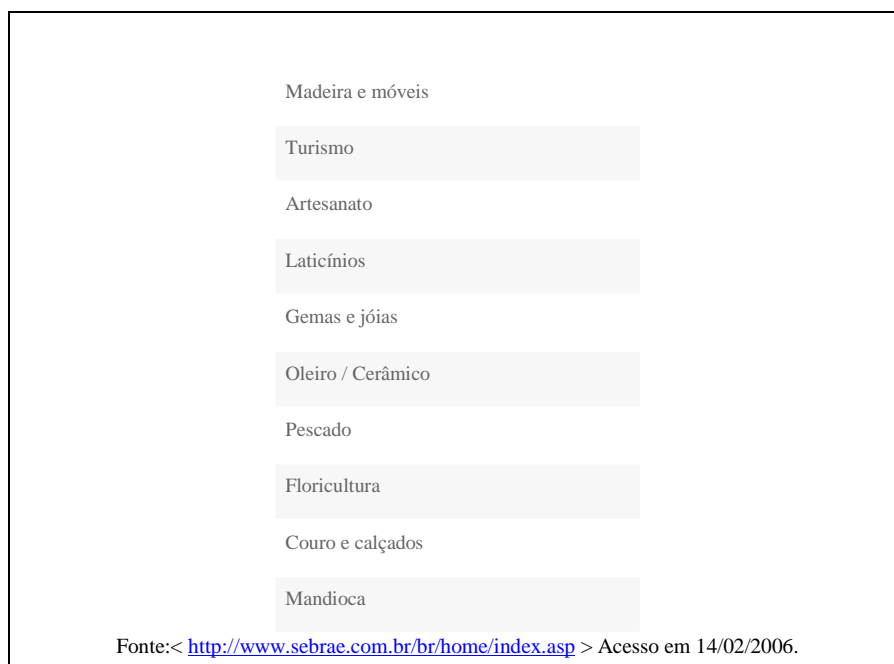 Madeira e móveis
Turismo
Artesanato
Laticínios
Gemas e jóias
Oleiro / Cerâmico
Pescado
Floricultura
Couro e calçados
Mandioca
Fonte:< http://www.sebrae.com.br/br/home/index.asp > Acesso em 14/02/2006.